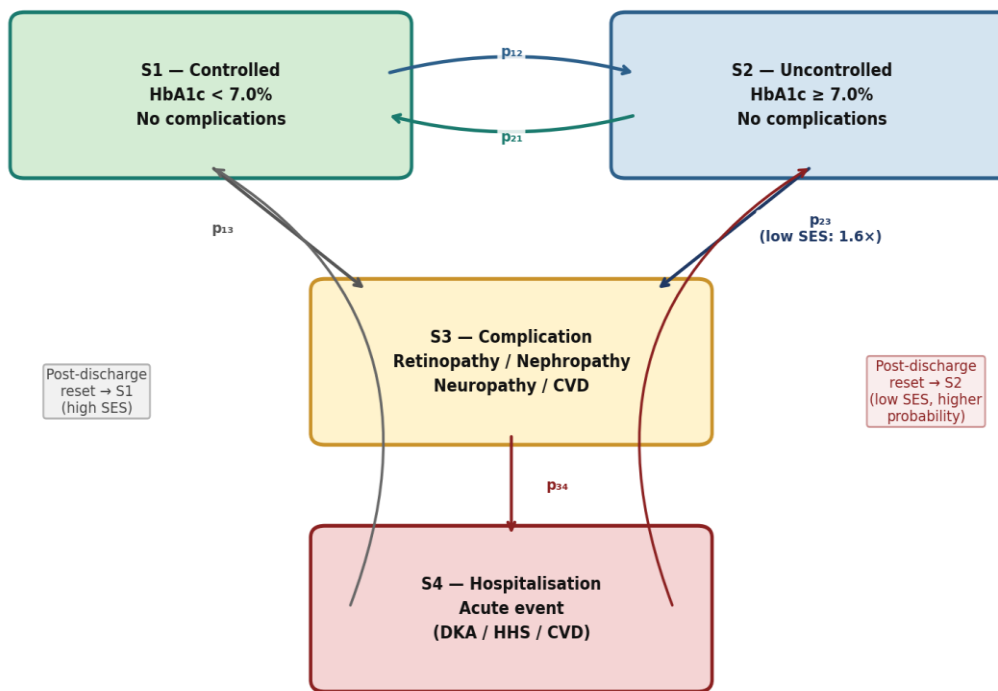 S1 — Controlled
HbA1c < 7.0%
No complications
p₁₂
p₂₁
S2 — Uncontrolled
HbA1c ≥ 7.0%
No complications
p₁₃
p₂₃
(low SES: 1.6×)
S3 — Complication
Retinopathy / Nephropathy
Neuropathy / CVD
Post-discharge
reset → S1
(high SES)
Post-discharge
reset → S2
(low SES, higher
probability)
p₃₄
S4 — Hospitalisation
Acute event
(DKA / HHS / CVD)